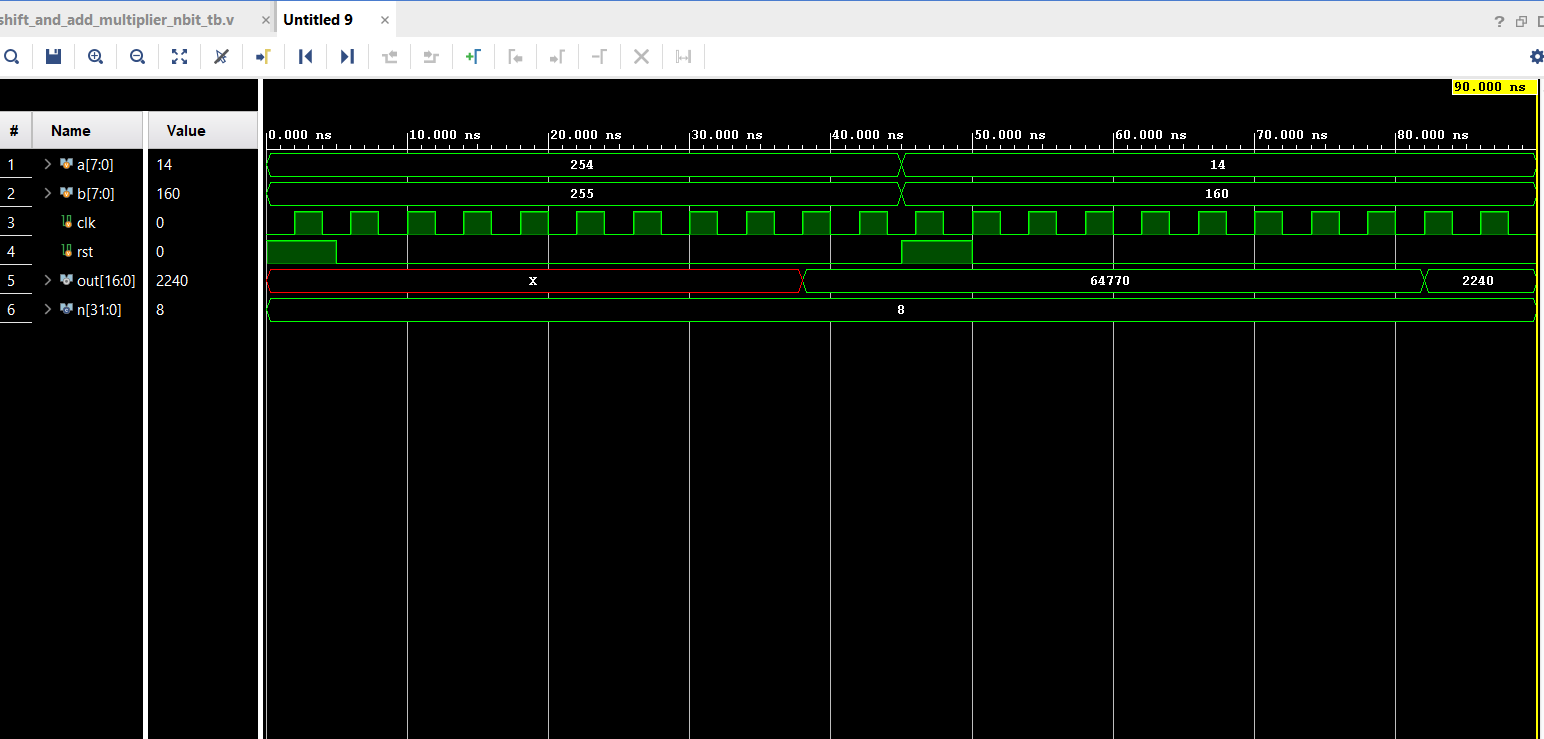 shift_and_add_multiplier_nbit_tb.v × Untitled 9 ×
?
90.000 ns
# Name Value
0.000 ns 10.000 ns 20.000 ns 30.000 ns 40.000 ns 50.000 ns 60.000 ns 70.000 ns 80.000 ns
1 a[7:0] 14 254 14
2 b[7:0] 160 255 160
3 clk 0
4 rst 0
5 out[16:0] 2240 X 64770 2240
6 n[31:0] 8 8